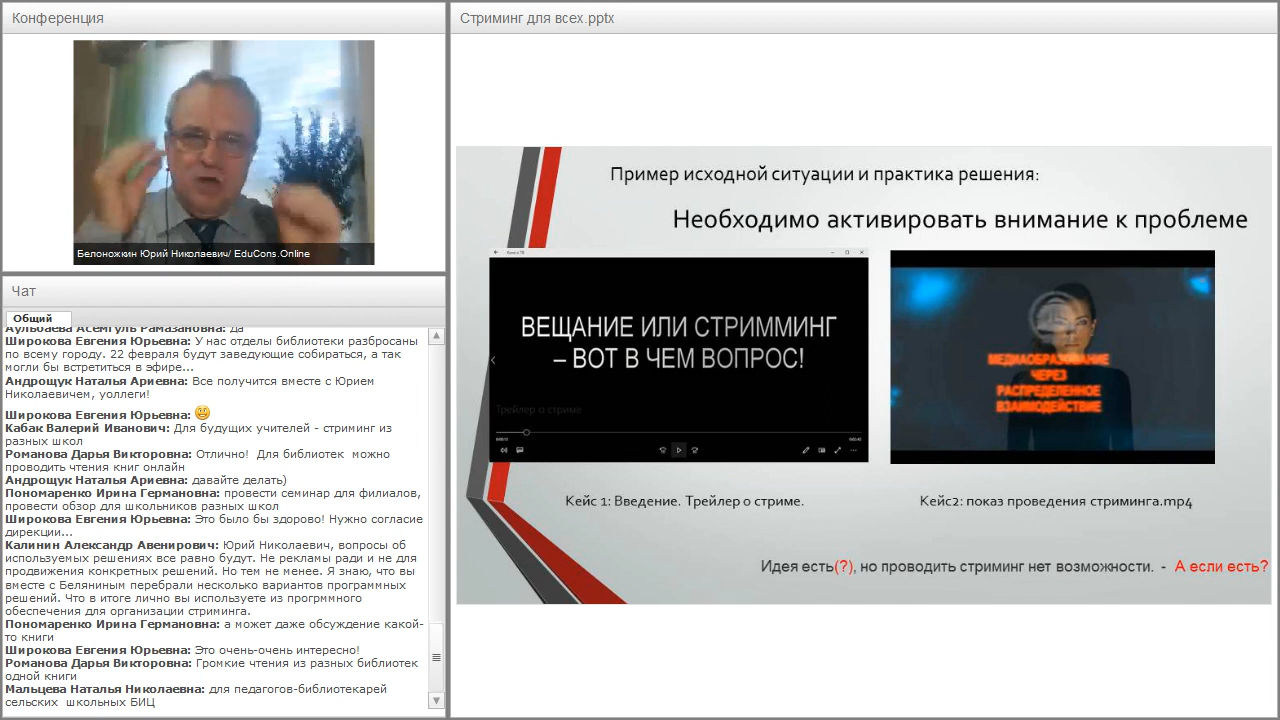 Конференция
Белоножкин Юрий Николаевич/ EduCons.Online
Чат
Общий
Аульбаева Асемгуль Рамазановна: да
Широкова Евгения Юрьевна: У нас отделы библиотеки разбросаны
по всему городу. 22 февраля будут заведующие собираться, а так
могли бы встретиться в эфире...
Андрощук Наталья Ариевна: Все получится вместе с Юрием
Николаевичем, уоллеги!
Широкова Евгения Юрьевна:
Кабак Валерий Иванович: Для будущих учителей - стриминг из
разных школ
Романова Дарья Викторовна: Отлично!  Для библиотек  можно
проводить чтения книг онлайн
Андрощук Наталья Ариевна: давайте делать)
Пономаренко Ирина Германовна: провести семинар для филиалов,
провести обзор для школьников разных школ
Широкова Евгения Юрьевна: Это было бы здорово! Нужно согласие
дирекции...
Калинин Александр Авенирович: Юрий Николаевич, вопросы об
используемых решениях все равно будут. Не рекламы ради и не для
продвижения конкретных решений. Но тем не менее. Я знаю, что вы
вместе с Беляниным перебрали несколько вариантов программных
решений. Что в итоге лично вы используете из прогрмного
обеспечения для организации стриминга.
Пономаренко Ирина Германовна: а может даже обсуждение какой-
то книги
Широкова Евгения Юрьевна: Это очень-очень интересно!
Романова Дарья Викторовна: Громкие чтения из разных библиотек
одной книги
Мальцева Наталья Николаевна: для педагогов-библиотекарей
сельских  школьных БИЦ
Стриминг для всех.pptx
Пример исходной ситуации и практика решения:
Необходимо активировать внимание к проблеме
ВЕЩАНИЕ ИЛИ СТРИММИНГ
– ВОТ В ЧЕМ ВОПРОС!
Трейлер о стриме
МЕДИАОБРАЗОВАНИЕ
ЧЕРЕЗ
РАСПРЕДЕЛЕННОЕ
ВЗАИМОДЕЙСТВИЕ
Кейс 1: Введение. Трейлер о стриме.
Кейс2: показ проведения стриминга.mp4
Идея есть(?), но проводить стриминг нет возможности. - А если есть?